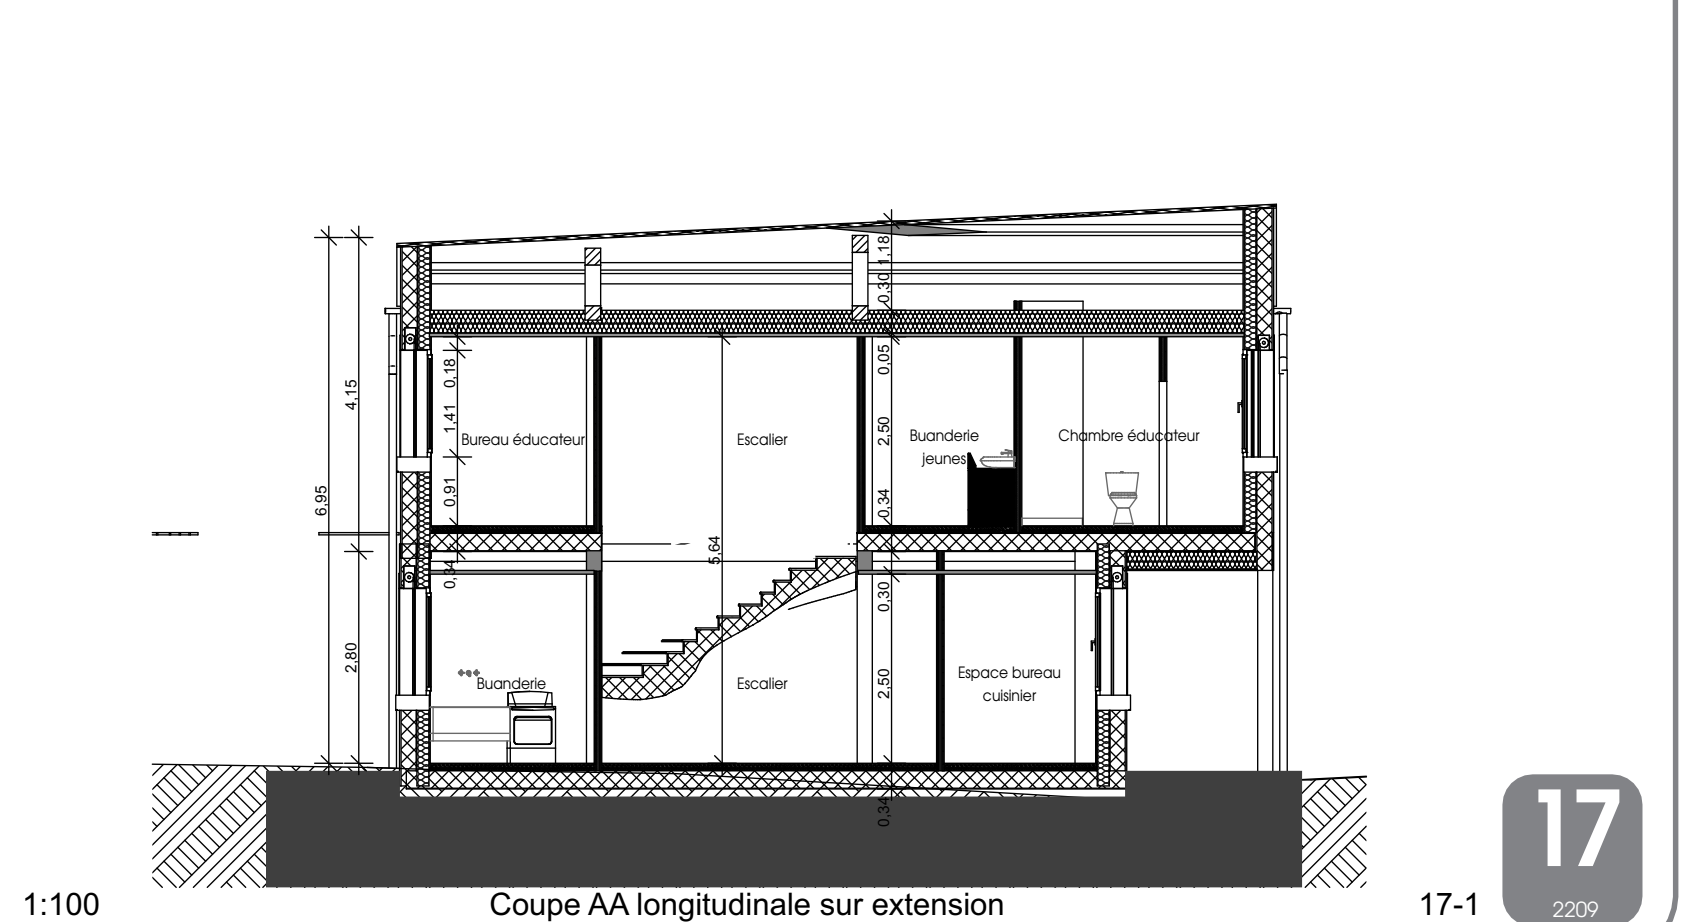 1,18
0,30
4,15
6,95
0,18
1,41
0,91
0,05
2,50
0,34
Bureau éducateur
Escalier
Buanderie
jeunes
Chambre éducateur
5,64
0,34
2,80
0,30
2,50
Buanderie
Escalier
Espace bureau
cuisinier
0,34
1:100
Coupe AA longitudinale sur extension
17-1
17
2209